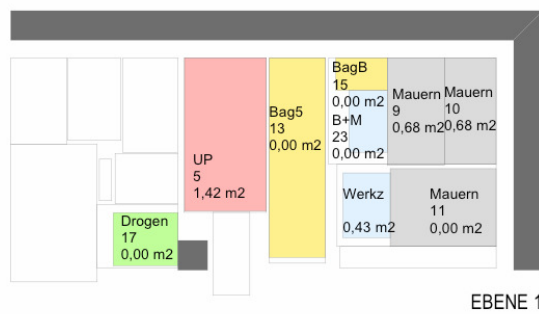 UP
5
1,42 m2
Drogen
17
0,00 m2
Bag5
13
0,00 m2
BagB
15
0,00 m2
B+M
23
0,00 m2
Mauern
9
0,68 m2
Mauern
10
0,68 m2
Werkz
0,43 m2
Mauern
11
0,00 m2
EBENE 1